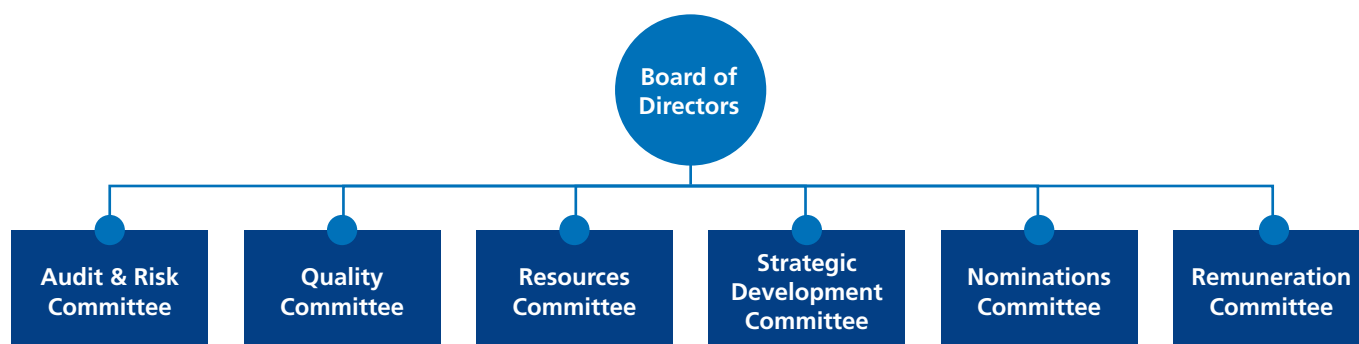 Board of
Directors
Audit & Risk
Committee
Quality
Committee
Resources
Committee
Strategic
Development
Committee
Nominations
Committee
Remuneration
Committee